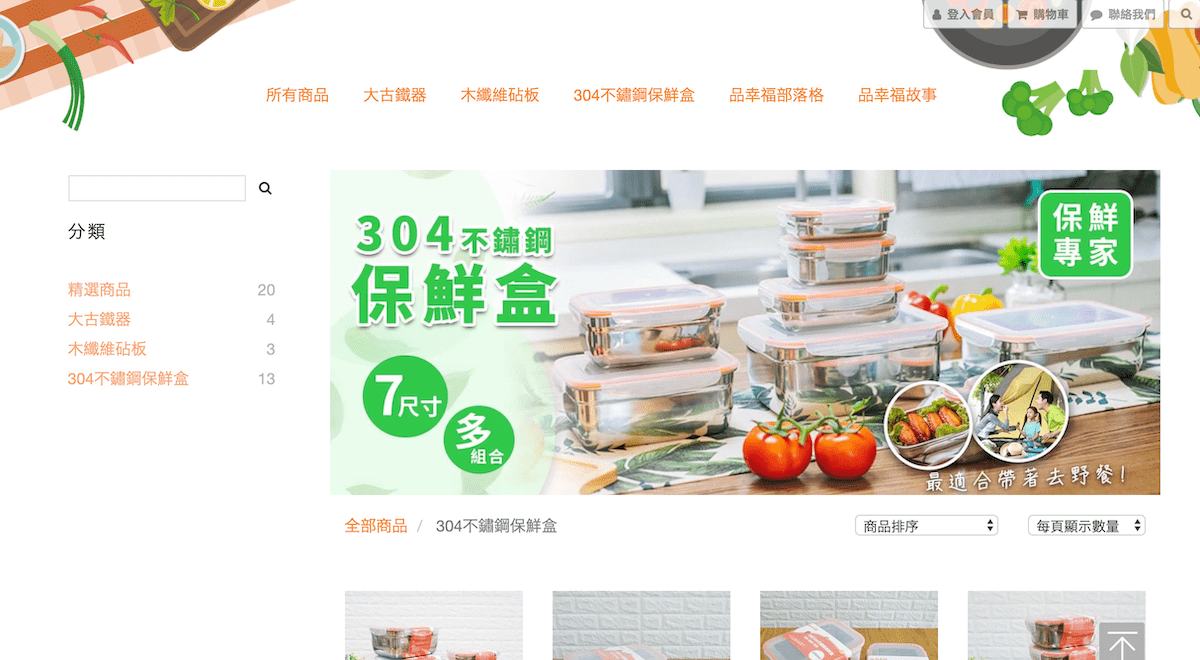 登入會員
購物車
聯絡我們
所有商品
大古鐵器
木纖維砧板
304不鏽鋼保鮮盒
品幸福部落格
品幸福故事
分類
精選商品 20
大古鐵器 4
木纖維砧板 3
304不鏽鋼保鮮盒 13
304不鏽鋼
保鮮盒
7尺寸
多
組合
保鮮
專家
最適合帶著去野餐!
全部商品 / 304不鏽鋼保鮮盒
商品排序
每頁顯示數量